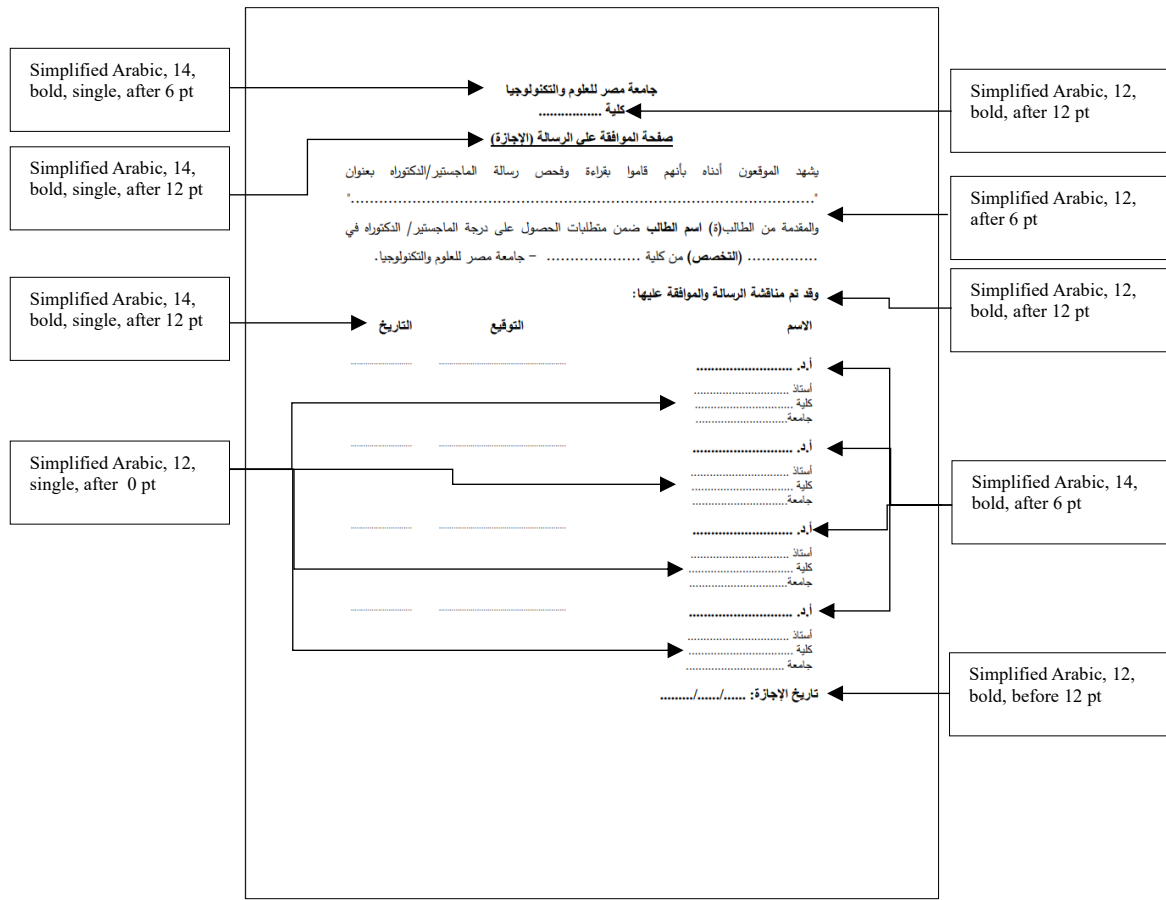 Simplified Arabic, 14,
bold, single, after 6 pt
Simplified Arabic, 14,
bold, single, after 12 pt
Simplified Arabic, 14,
bold, single, after 12 pt
Simplified Arabic, 12,
single, after  0 pt
جامعة مصر للعلوم والتكنولوجيا
كلية .................
صفحة الموافقة على الرسالة (الإجازة)
يشهد الموقعون أدناه بأنهم قاموا بقراءة وفحص رسالة الماجستير/الدكتوراه بعنوان
"..................................................................................................."
والمقدمة من الطالب(ة) اسم الطالب ضمن متطلبات الحصول على درجة الماجستير/ الدكتوراه في
............... (التخصص) من كلية .................... – جامعة مصر للعلوم والتكنولوجيا.
وقد تم مناقشة الرسالة والموافقة عليها:
الاسم التوقيع التاريخ
أ.د. .......................... .................................. ..................
أستاذ ..............................
كلية ..............................
جامعة............................
أ.د. .......................... .................................. ..................
أستاذ ..............................
كلية ..............................
جامعة............................
أ.د. .......................... .................................. ..................
أستاذ ..............................
كلية ..............................
جامعة............................
أ.د. .......................... .................................. ..................
أستاذ ..............................
كلية ..............................
جامعة ............................
تاريخ الإجازة: ....../....../.........
Simplified Arabic, 12,
bold, after 12 pt
Simplified Arabic, 12,
after 6 pt
Simplified Arabic, 12,
bold, after 12 pt
Simplified Arabic, 14,
bold, after 6 pt
Simplified Arabic, 12,
bold, before 12 pt